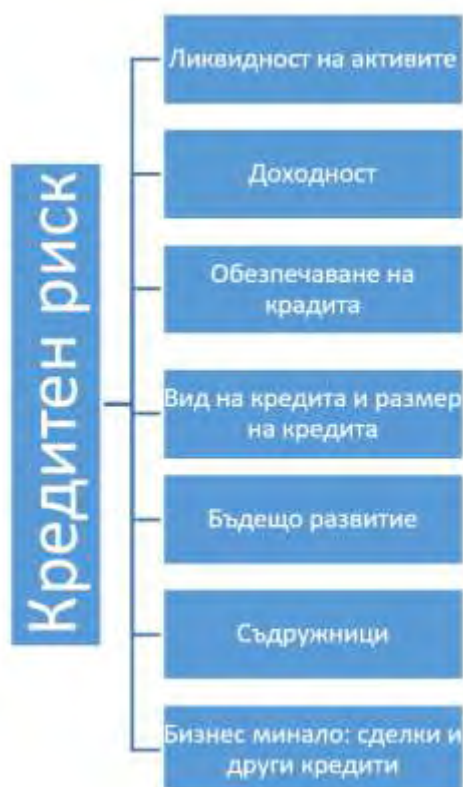 Кредитен риск
Ликвидност на активите
Доходност
Обезпечаване на
крадита
Вид на кредита и размер
на кредита
Бъдещо развитие
Съдружници
Бизнес минало: сделки и
други кредити